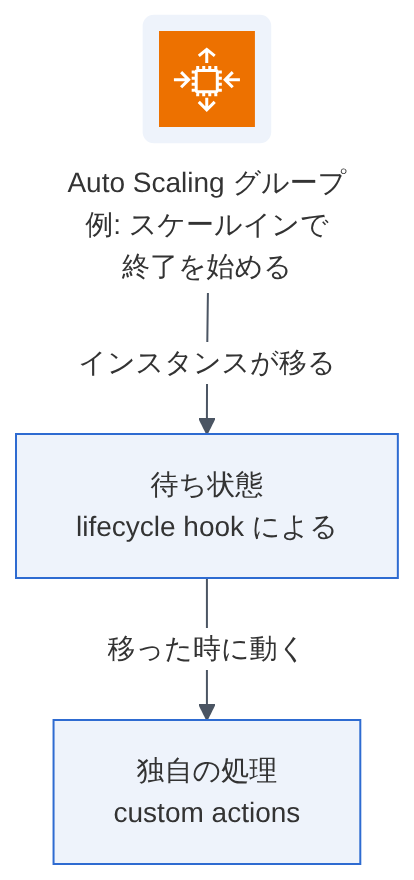 Auto Scaling グループ
例: スケールインで
終了を始める
インスタンスが移る
待ち状態
lifecycle hook による
移った時に動く
独自の処理
custom actions